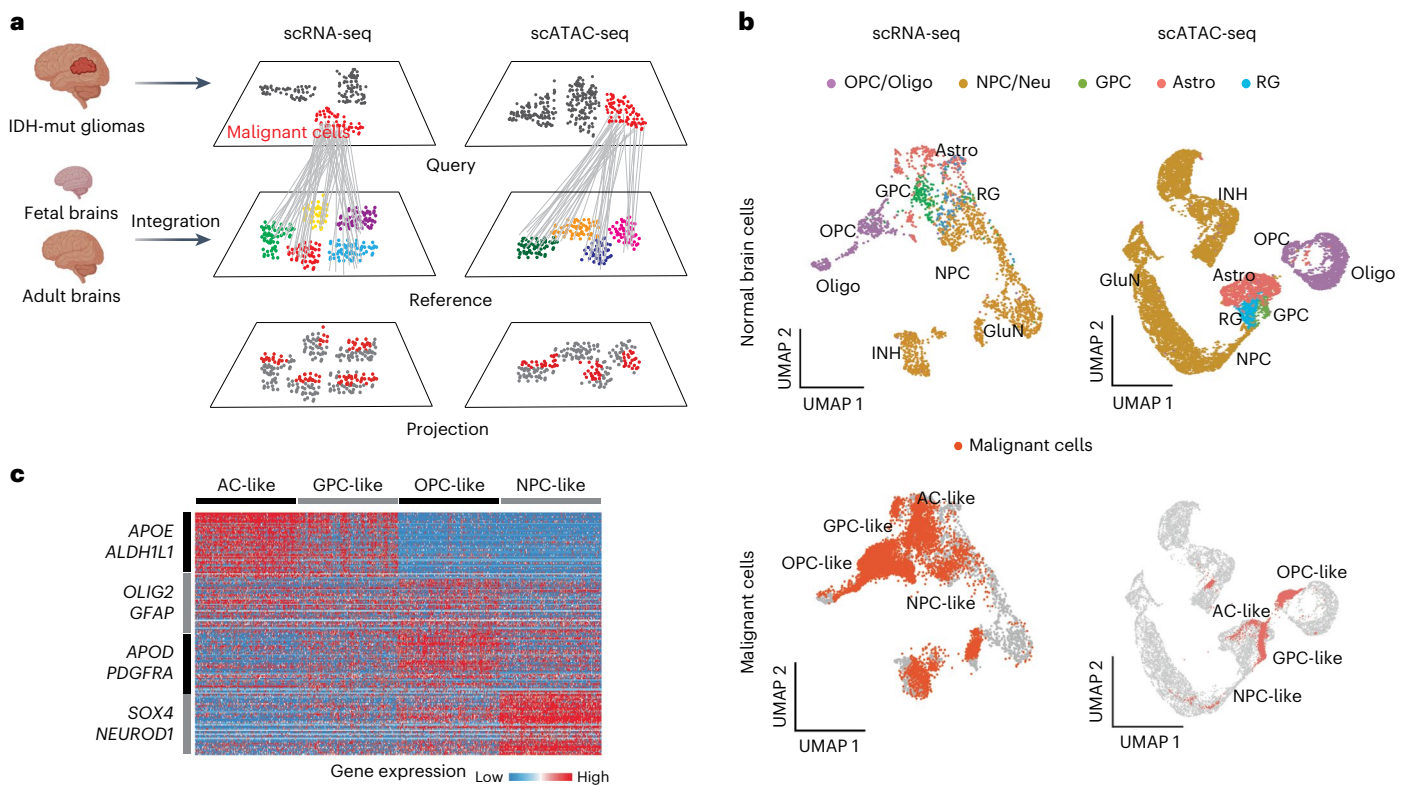 a
scRNA-seq
scATAC-seq
IDH-mut gliomas
Malignant cells
Query
Fetal brains
Integration
Adult brains
Reference
Projection
b
scRNA-seq
scATAC-seq
OPC/Oligo
NPC/Neu
GPC
Astro
RG
Normal brain cells
Astro
GPC
RG
OPC
NPC
Oligo
GluN
INH
UMAP 2
UMAP 1
INH
OPC
GluN
Astro
Oligo
RG
GPC
NPC
UMAP 2
UMAP 1
Malignant cells
Malignant cells
AC-like
GPC-like
OPC-like
NPC-like
UMAP 2
UMAP 1
OPC-like
AC-like
GPC-like
NPC-like
UMAP 2
UMAP 1
c
AC-like
GPC-like
OPC-like
NPC-like
APOE
ALDH1L1
OLIG2
GFAP
APOD
PDGFRA
SOX4
NEUROD1
Gene expression
Low
High